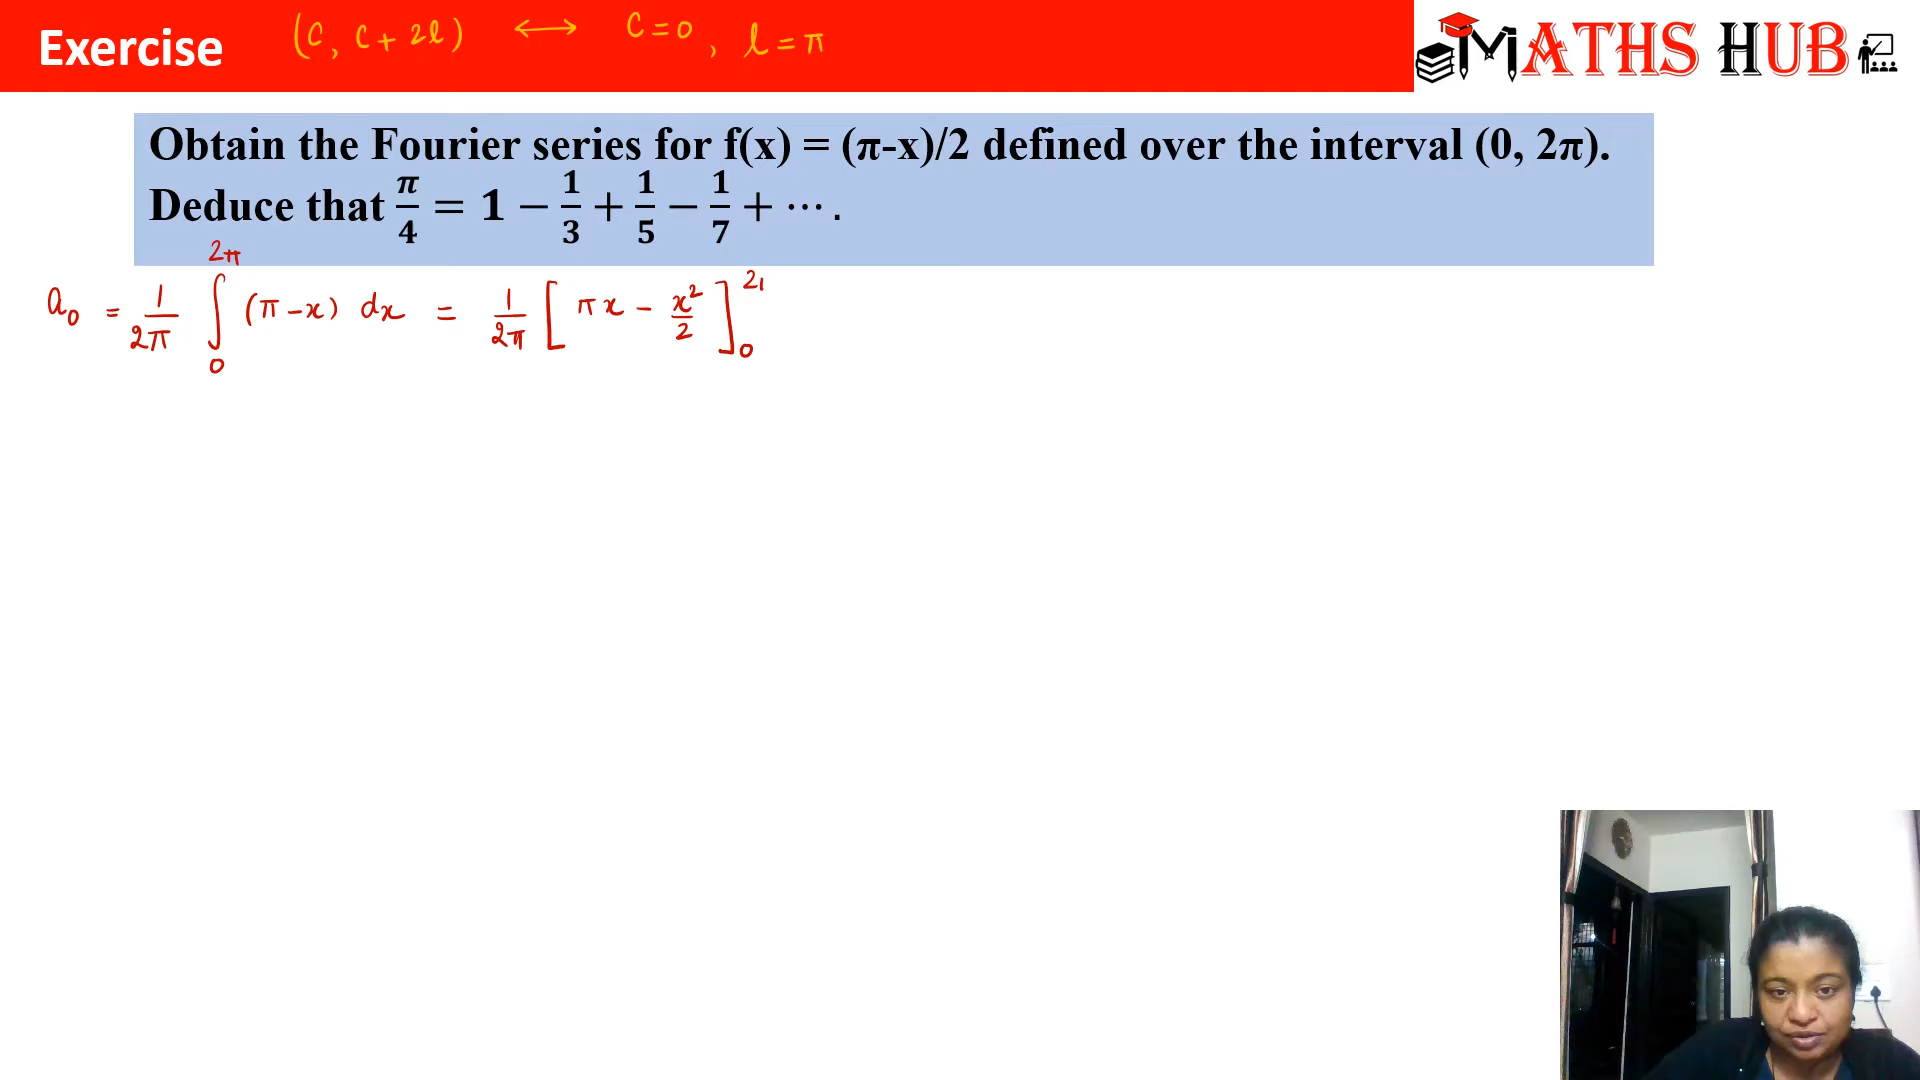 Exercise (c, c + 2l) ⟷ c = 0, l = π
MATHS HUB
Obtain the Fourier series for f(x) = (π-x)/2 defined over the interval (0, 2π).
Deduce that π/4 = 1 − 1/3 + 1/5 − 1/7 + ⋯ .
a₀ = 1/2π ∫₀^2π (π − x) dx = 1/2π [ πx − x²/2 ]₀^2